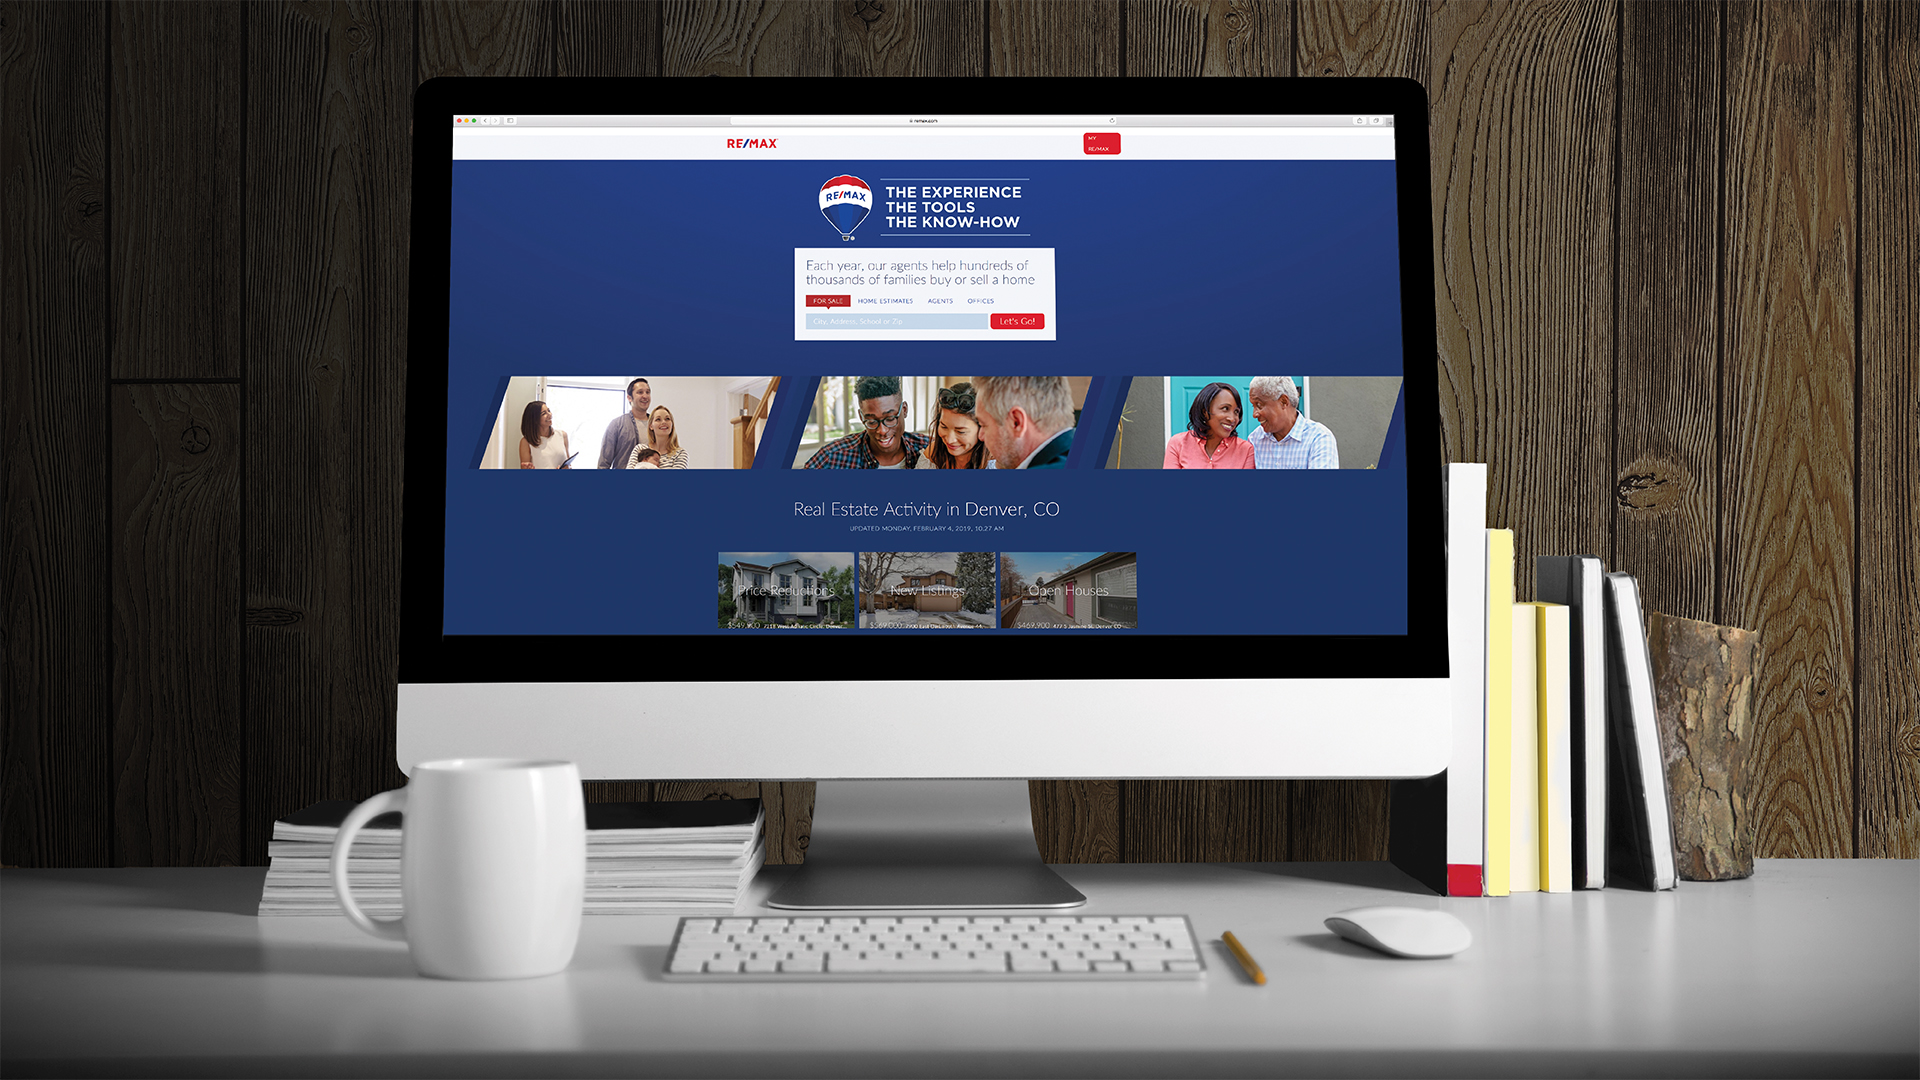 remax.com
RE/MAX
MY
RE/MAX
RE/MAX
THE EXPERIENCE
THE TOOLS
THE KNOW-HOW
Each year, our agents help hundreds of
thousands of families buy or sell a home
FOR SALE HOME ESTIMATES AGENTS OFFICES
City, Address, School or Zip
Let's Go!
Real Estate Activity in Denver, CO
UPDATED MONDAY, FEBRUARY 4, 2019, 10:27 AM
Price Reductions New Listings Open Houses
$549,900 Denver... $569,000 $469,900 Denver CO